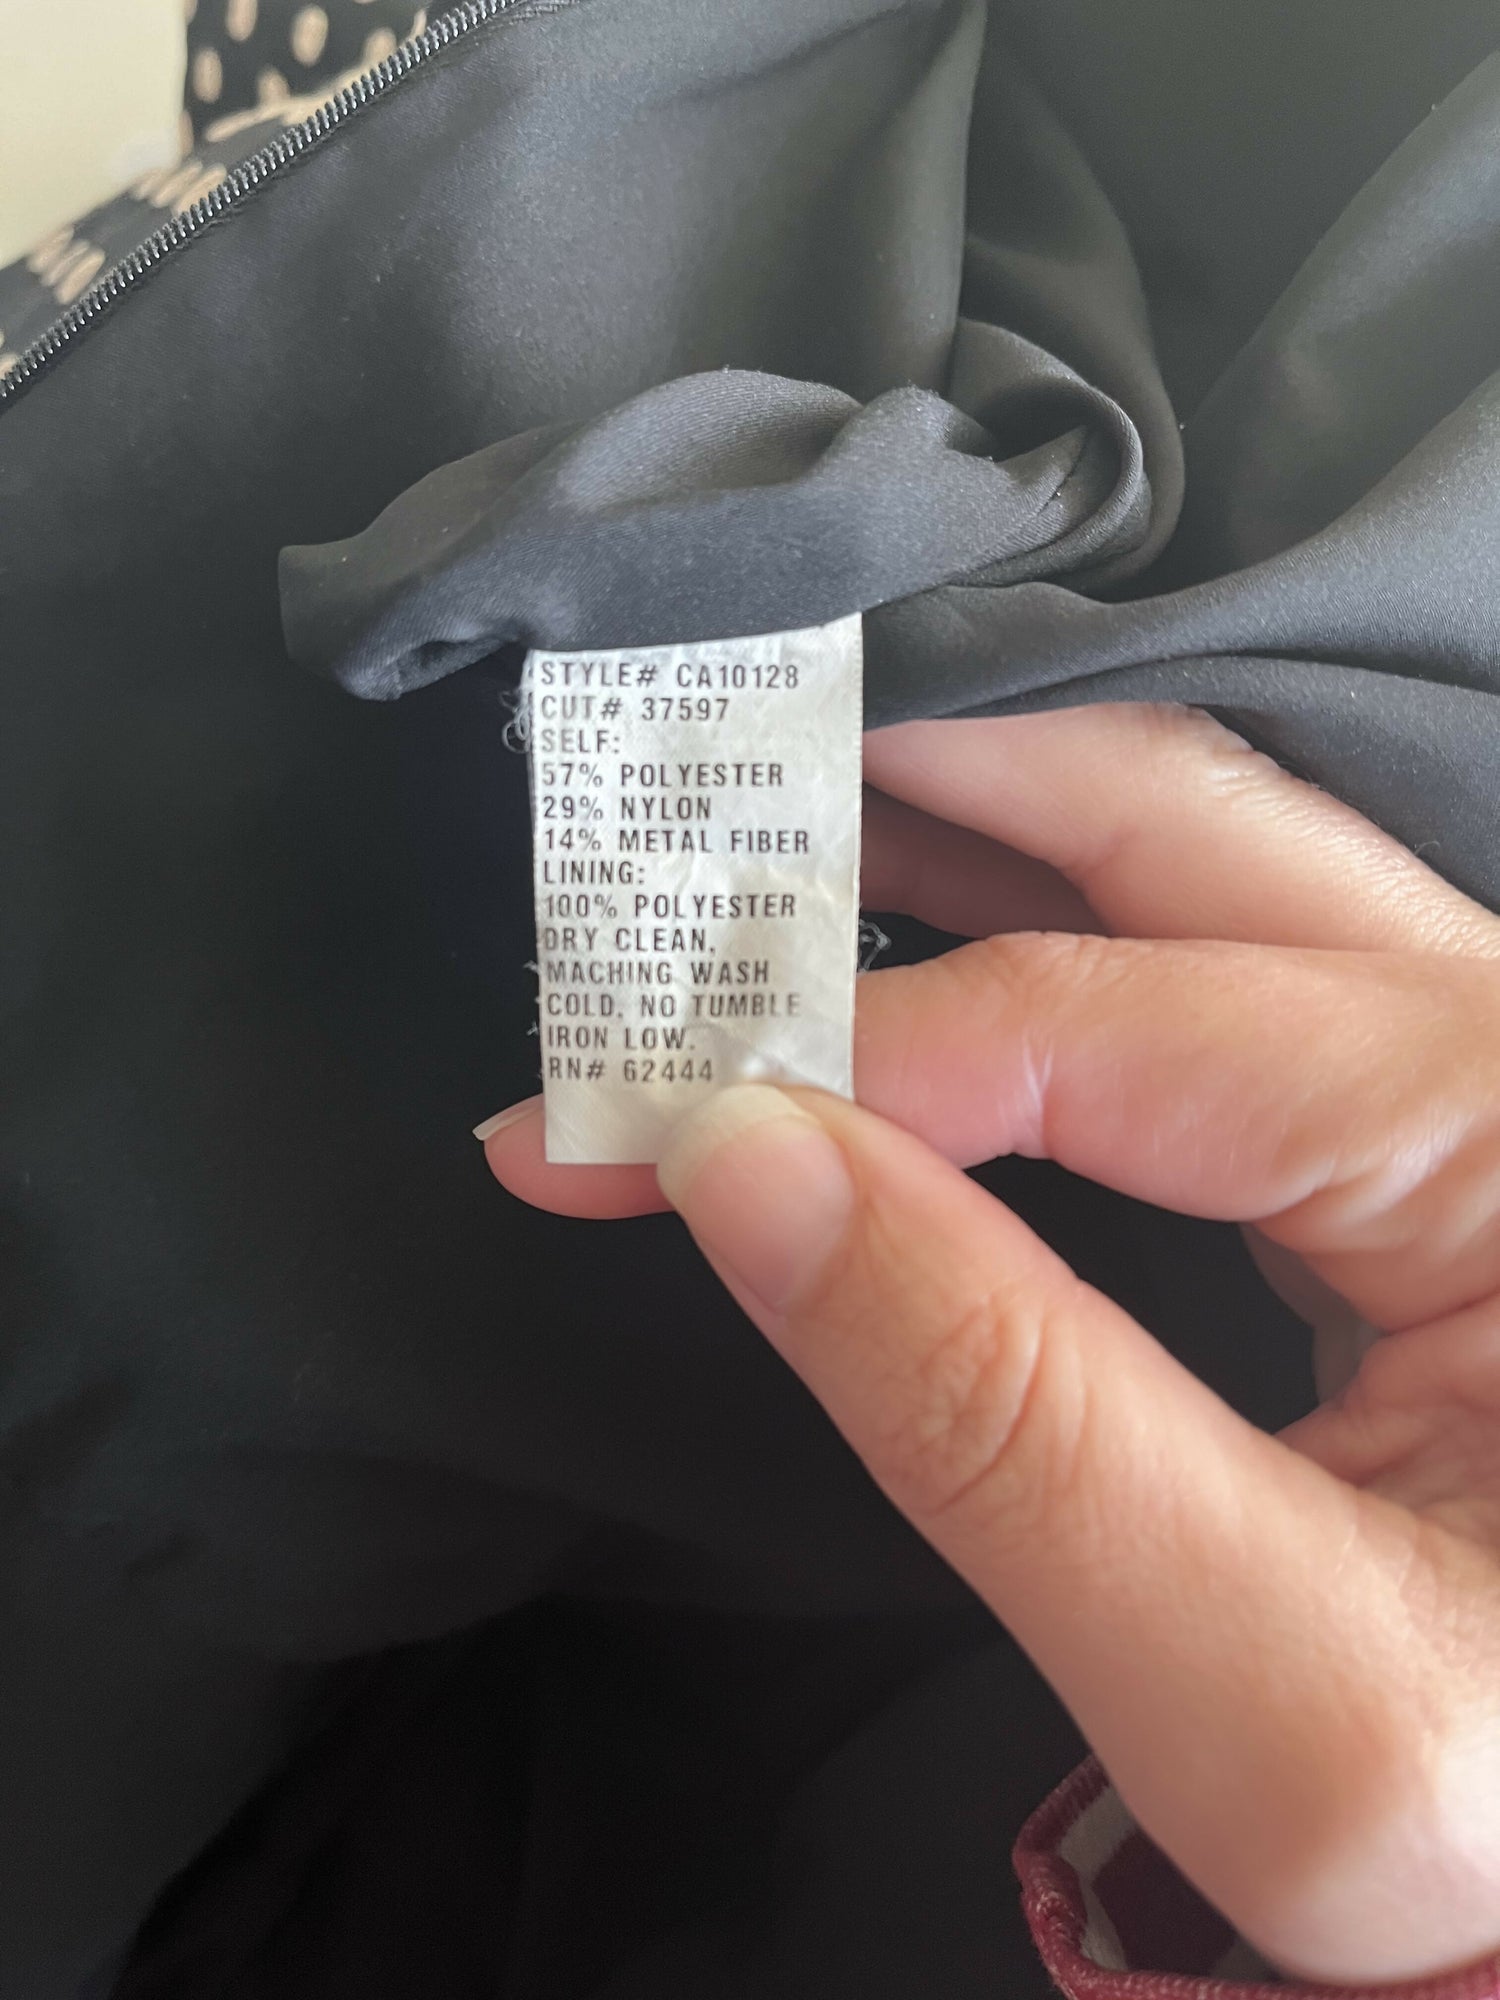 STYLE# CA10128
CUT# 37597
SELF:
57% POLYESTER
29% NYLON
14% METAL FIBER
LINING:
100% POLYESTER
DRY CLEAN.
MACHING WASH
COLD. NO TUMBLE
IRON LOW.
RN# 62444